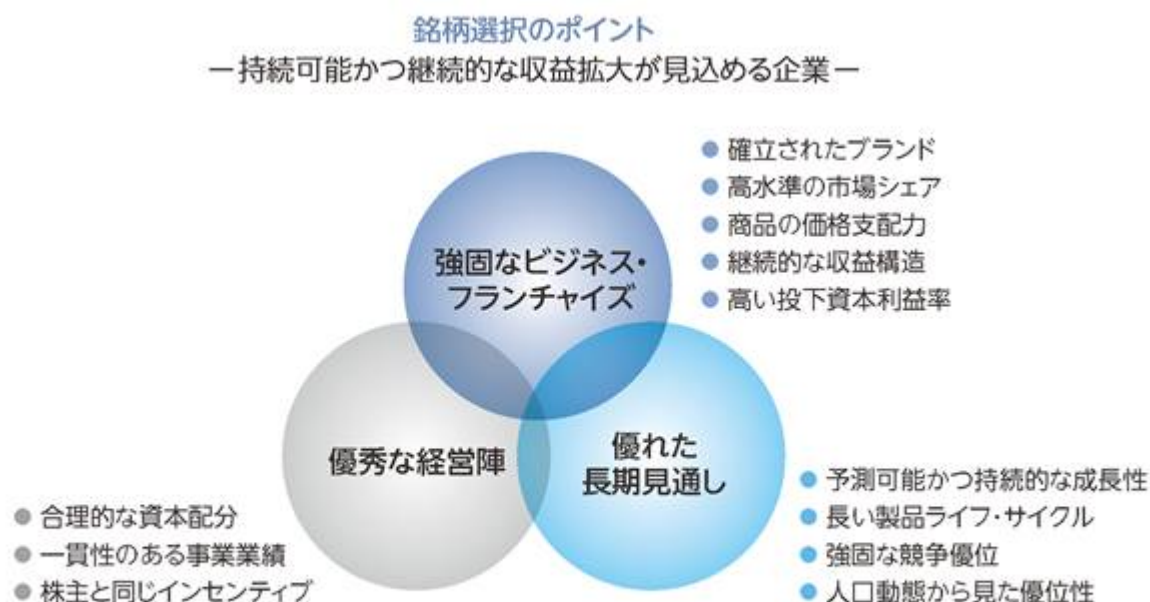 銘柄選択のポイント
ー持続可能かつ継続的な収益拡大が見込める企業ー
強固なビジネス・
フランチャイズ
● 確立されたブランド
● 高水準の市場シェア
● 商品の価格支配力
● 継続的な収益構造
● 高い投下資本利益率
優秀な経営陣
● 合理的な資本配分
● 一貫性のある事業業績
● 株主と同じインセンティブ
優れた
長期見通し
● 予測可能かつ持続的な成長性
● 長い製品ライフ・サイクル
● 強固な競争優位
● 人口動態から見た優位性